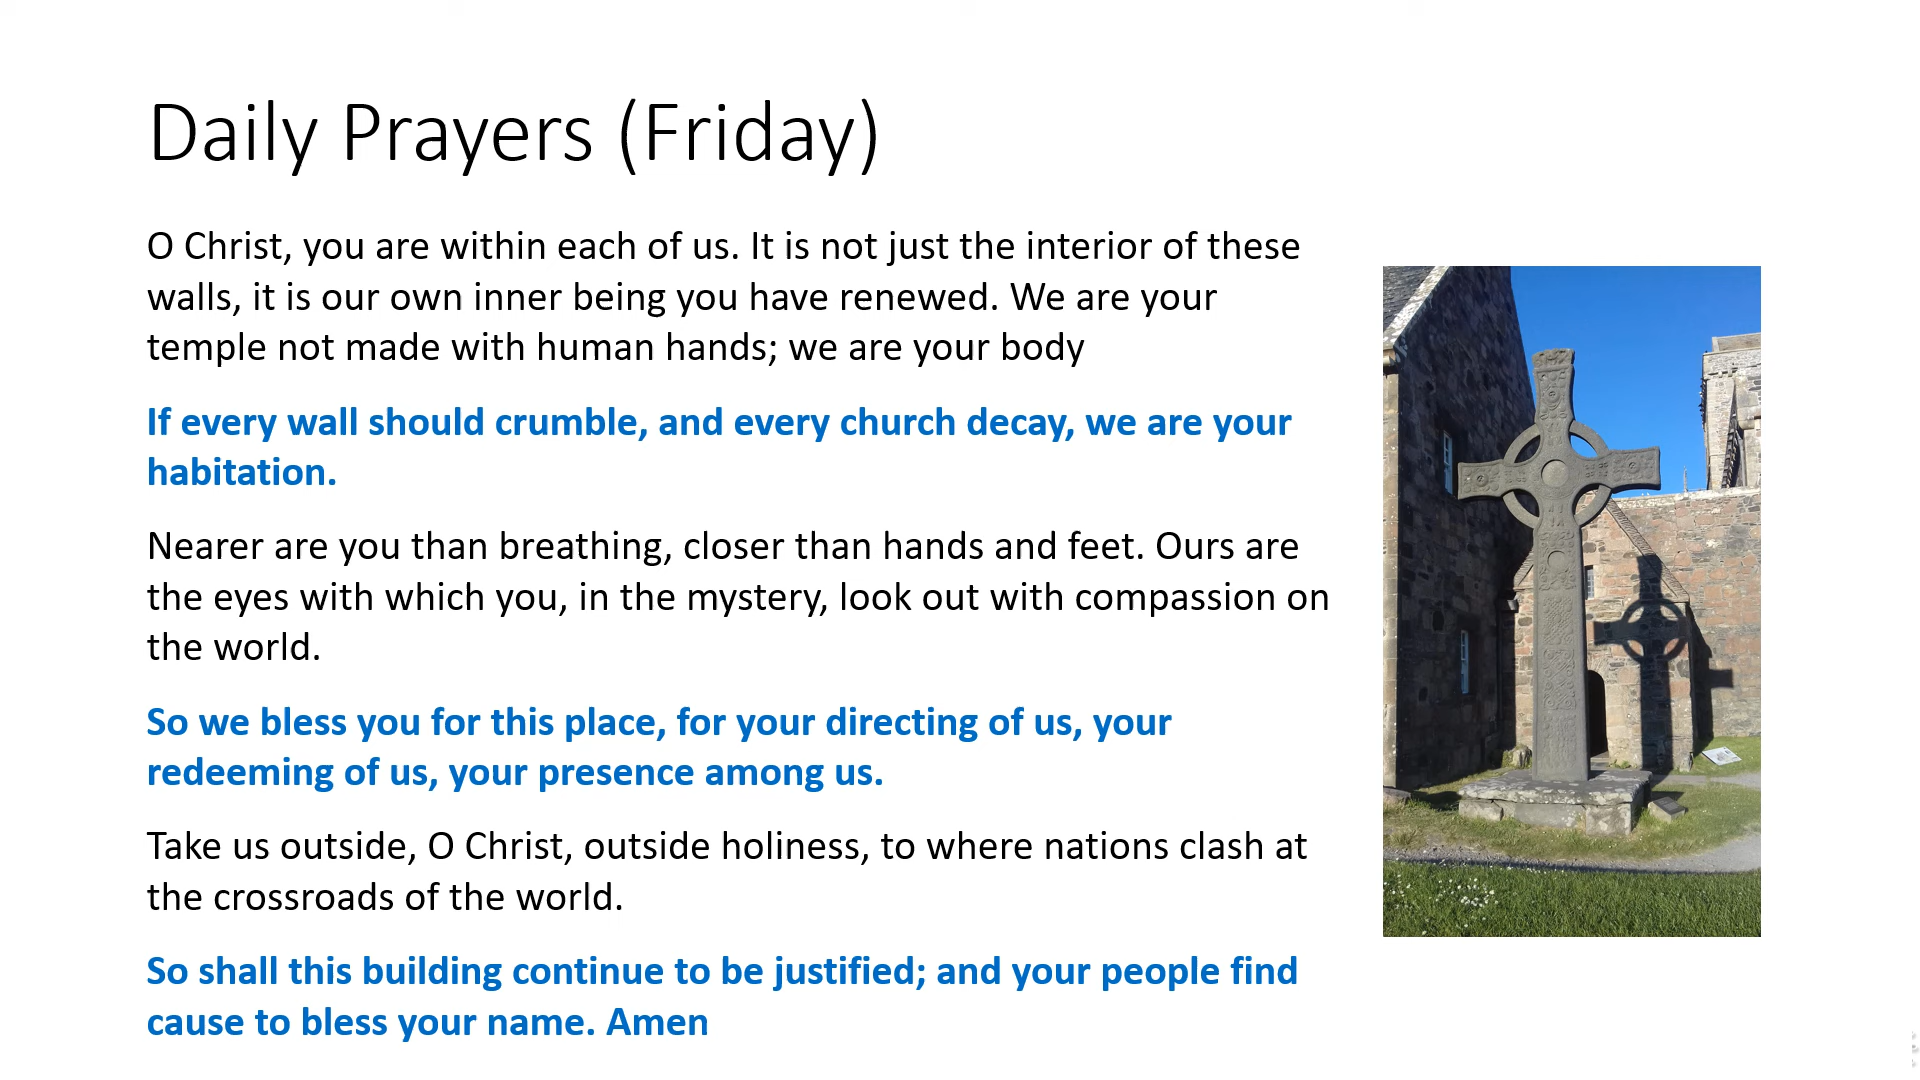 Daily Prayers (Friday)
O Christ, you are within each of us. It is not just the interior of these
walls, it is our own inner being you have renewed. We are your
temple not made with human hands; we are your body
If every wall should crumble, and every church decay, we are your
habitation.
Nearer are you than breathing, closer than hands and feet. Ours are
the eyes with which you, in the mystery, look out with compassion on
the world.
So we bless you for this place, for your directing of us, your
redeeming of us, your presence among us.
Take us outside, O Christ, outside holiness, to where nations clash at
the crossroads of the world.
So shall this building continue to be justified; and your people find
cause to bless your name. Amen